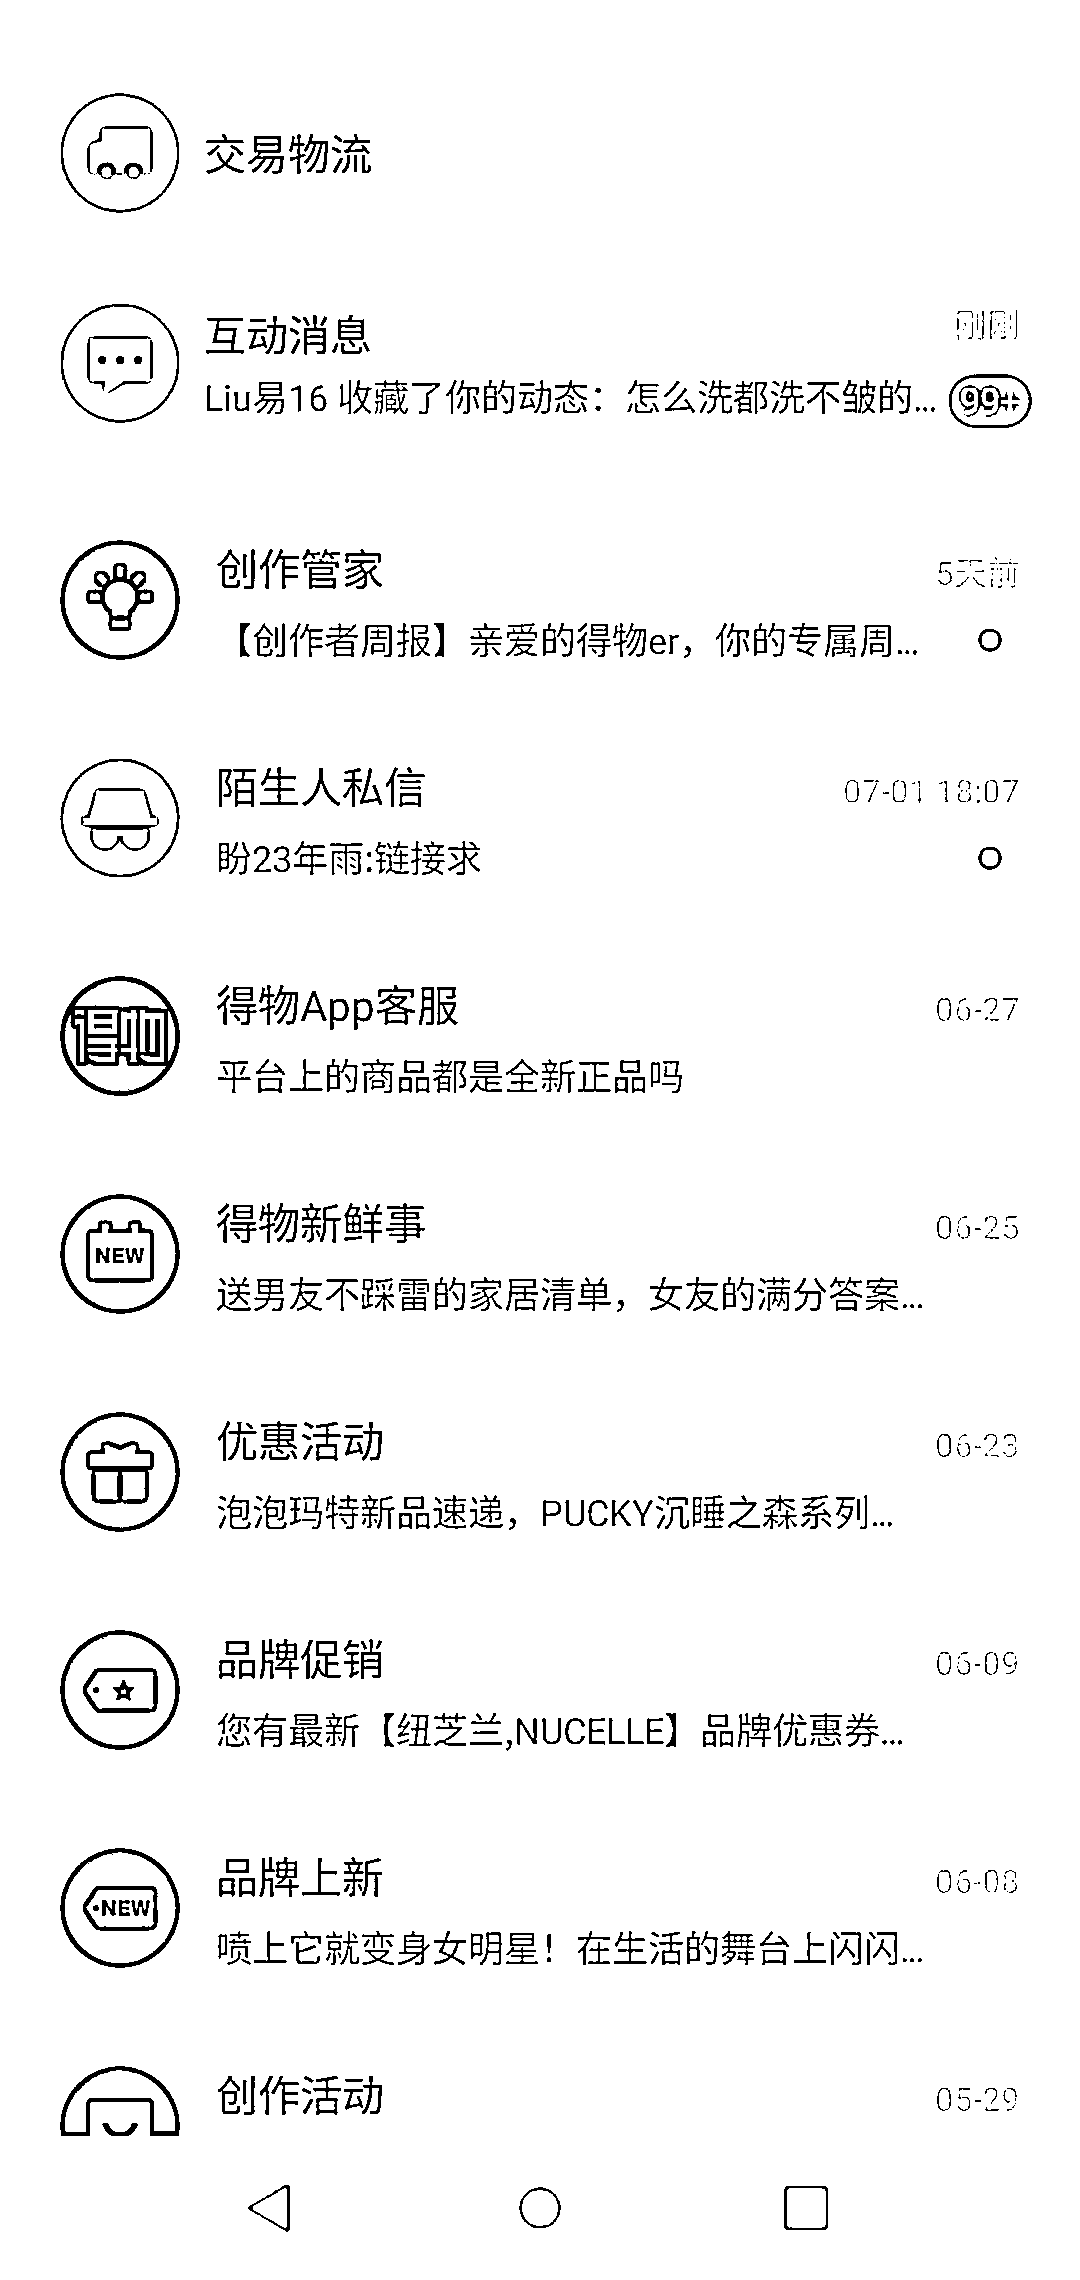 交易物流
互动消息
刚刚
Liu易16 收藏了你的动态：怎么洗都洗不皱的...
99+
创作管家
5天前
【创作者周报】亲爱的得物er，你的专属周...
陌生人私信
07-01 18:07
盼23年雨:链接求
得物
得物App客服
06-27
平台上的商品都是全新正品吗
NEW
得物新鲜事
06-25
送男友不踩雷的家居清单，女友的满分答案...
优惠活动
06-23
泡泡玛特新品速递，PUCKY沉睡之森系列...
品牌促销
06-09
您有最新【纽芝兰,NUCELLE】品牌优惠券...
NEW
品牌上新
06-08
喷上它就变身女明星！在生活的舞台上闪闪...
创作活动
05-29